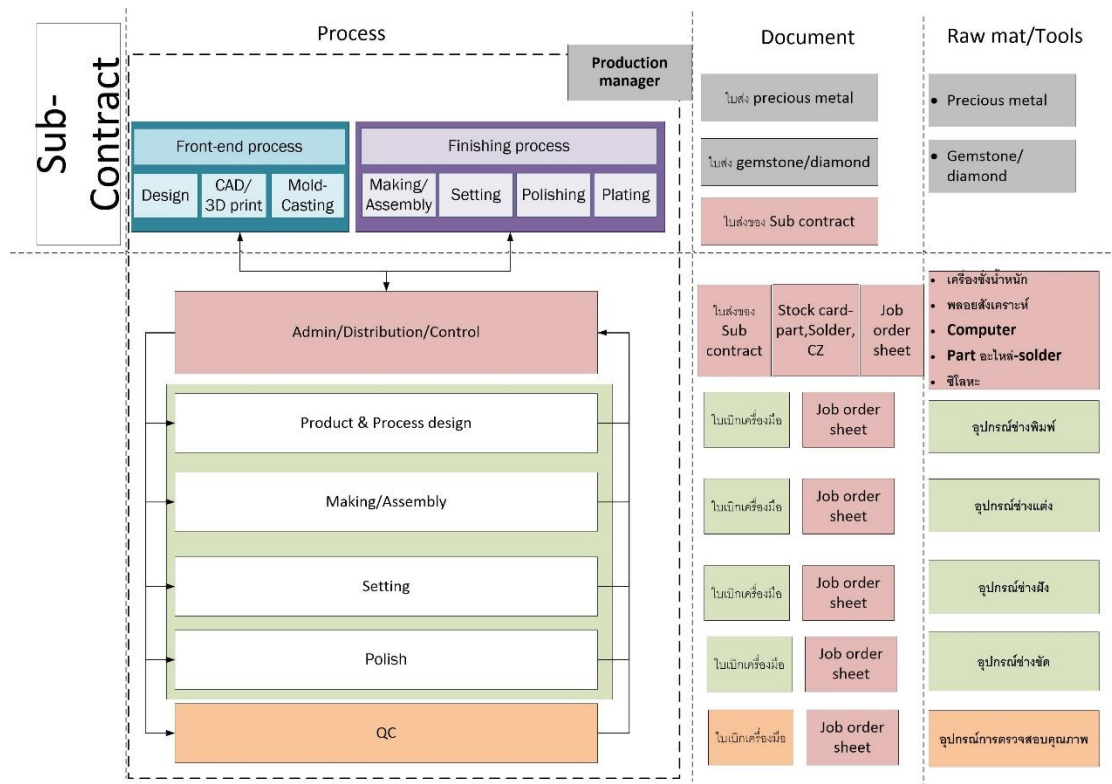 Sub-
Contract
Process
Document
Raw mat/Tools
Production
manager
Front-end process
Design
CAD/
3D print
Mold-
Casting
Finishing process
Making/
Assembly
Setting
Polishing
Plating
ใบส่ง precious metal
ใบส่ง gemstone/diamond
ใบส่งของ Sub contract
• Precious metal
• Gemstone/
diamond
Admin/Distribution/Control
ใบส่งของ
Sub
contract
Stock card-
part,Solder,
CZ
Job
order
sheet
• เครื่องชั่งน้ำหนัก
• พลอยสังเคราะห์
• Computer
• Part อะไหล่-solder
• ซิโลหะ
Product & Process design
ใบเบิกเครื่องมือ
Job order
sheet
อุปกรณ์ช่างพิมพ์
Making/Assembly
ใบเบิกเครื่องมือ
Job order
sheet
อุปกรณ์ช่างแต่ง
Setting
ใบเบิกเครื่องมือ
Job order
sheet
อุปกรณ์ช่างฝัง
Polish
ใบเบิกเครื่องมือ
Job order
sheet
อุปกรณ์ช่างขัด
QC
ใบเบิกเครื่องมือ
Job order
sheet
อุปกรณ์การตรวจสอบคุณภาพ